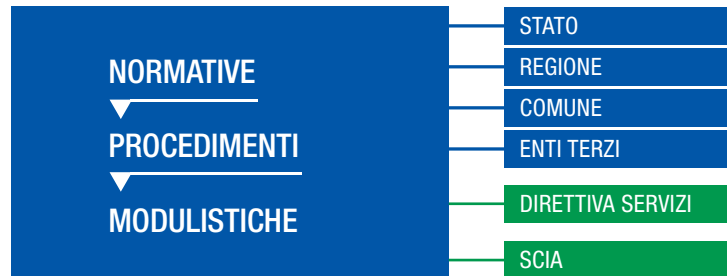 NORMATIVE
PROCEDIMENTI
MODULISTICHE
STATO
REGIONE
COMUNE
ENTI TERZI
DIRETTIVA SERVIZI
SCIA